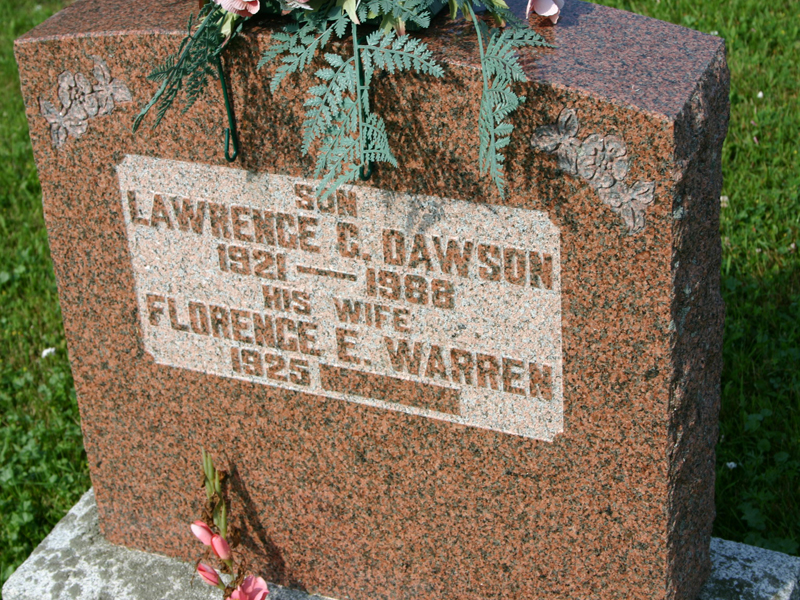 SON
LAWRENCE C. DAWSON
1921 — 1988
HIS WIFE
FLORENCE E. WARREN
1925